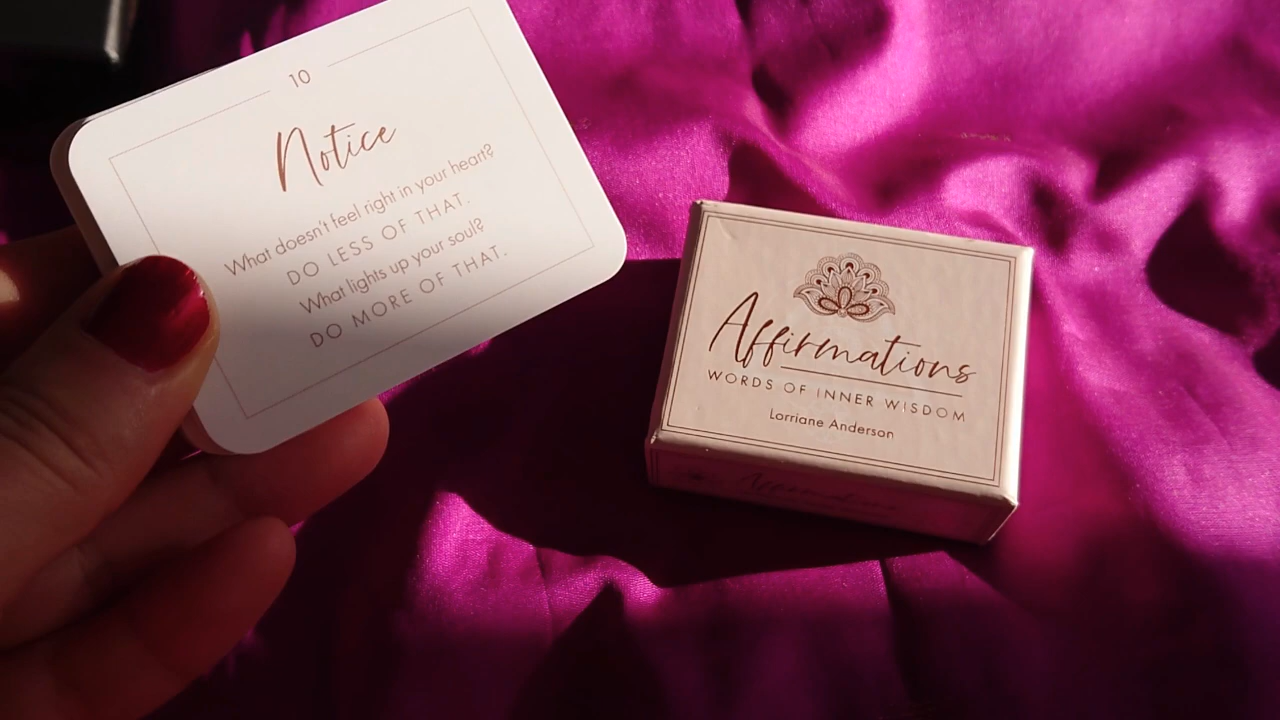 10
Notice
What doesn't feel right in your heart?
DO LESS OF THAT.
What lights up your soul?
DO MORE OF THAT.
Affirmations
WORDS OF INNER WISDOM
Lorriane Anderson
Affirmations